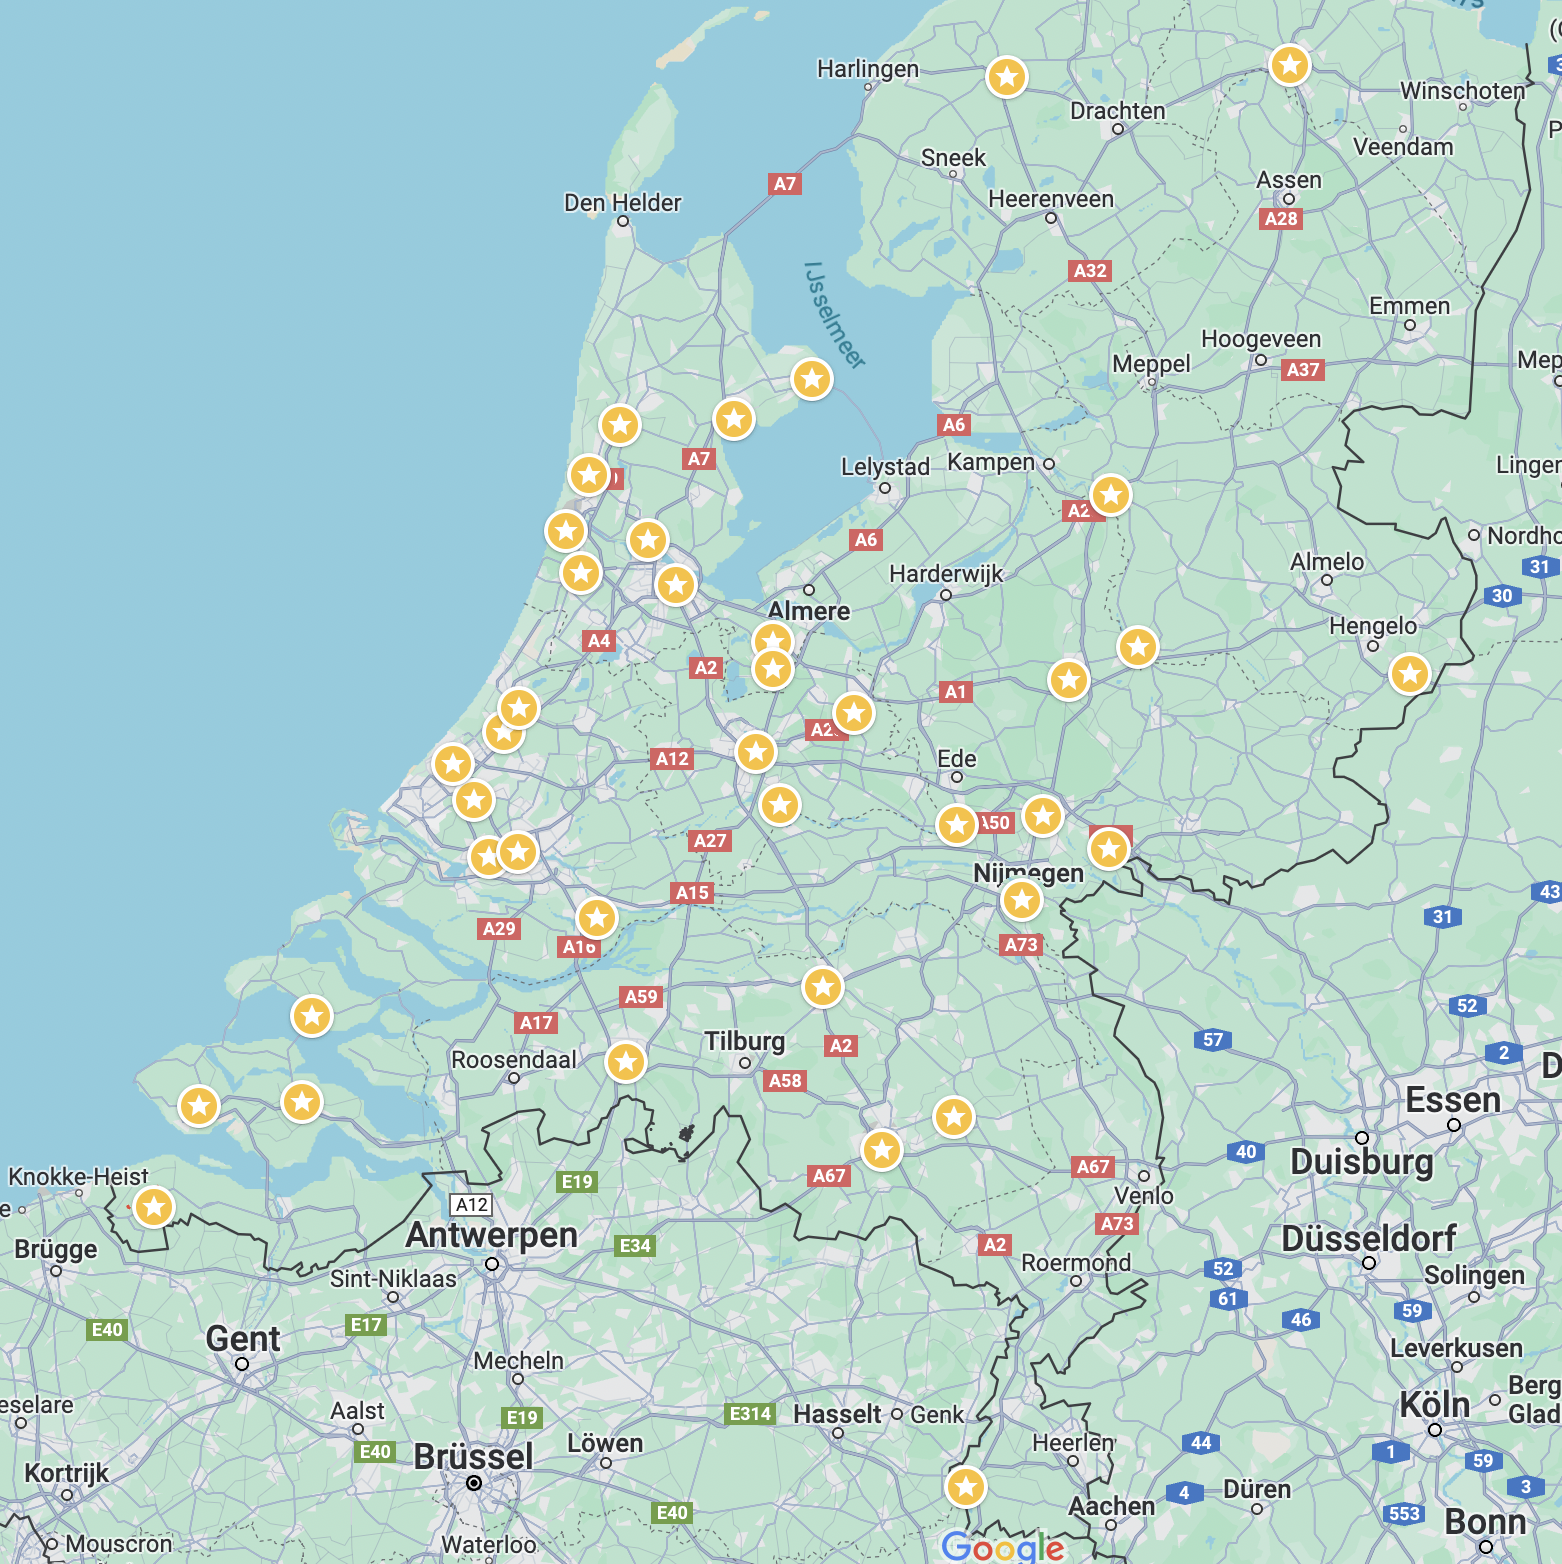 Harlingen
Winschoten
Drachten
Veendam
Sneek
Assen
A7
Heerenveen
Den Helder
A28
A32
IJsselmeer
Emmen
Hoogeveen
Meppel
A37
A6
A7
Lelystad
Kampen
A6
Almelo
31
Harderwijk
30
Almere
Hengelo
A4
A2
A1
A12
Ede
A50
A27
Nijmegen
A15
43
31
A29
A16
A73
A59
52
A17
57
Tilburg
A2
2
Roosendaal
A58
Essen
40
Duisburg
A67
A67
Knokke-Heist
E19
Venlo
A12
A73
Antwerpen
Brügge
E34
A2
Düsseldorf
Roermond
52
Sint-Niklaas
Solingen
61
59
E40
E17
46
Gent
Leverkusen
Mecheln
eselare
Aalst
E19
E314
Hasselt
Genk
Köln
Berg
Glad
E40
Brüssel
Löwen
Heerlen
44
1
59
Kortrijk
4
Düren
3
E40
Aachen
553
Bonn
Mouscron
Waterloo
Google